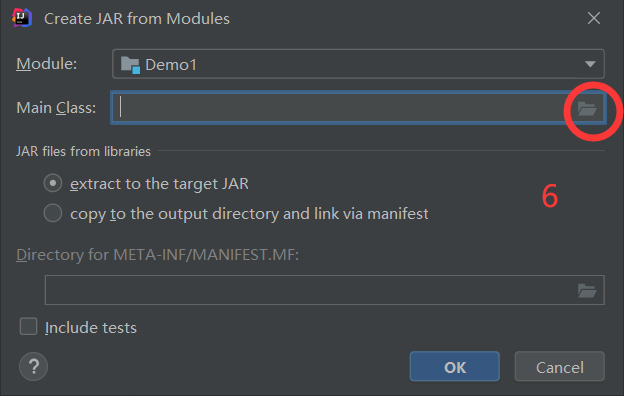 Create JAR from Modules
Module: Demo1
Main Class:
JAR files from libraries
extract to the target JAR
6
copy to the output directory and link via manifest
Directory for META-INF/MANIFEST.MF:
Include tests
? OK Cancel